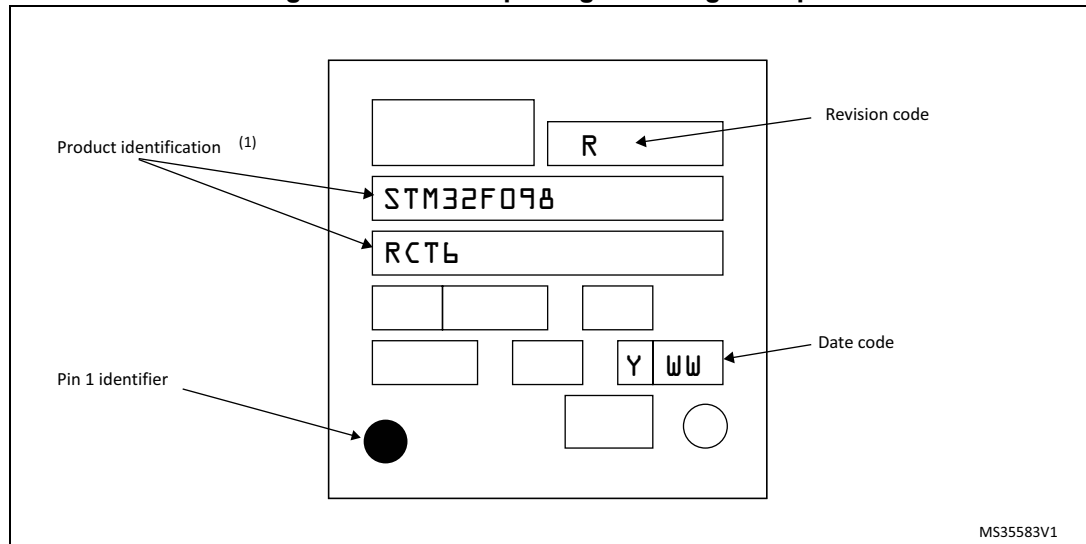 Revision code
R
Product identification (1)
STM32F098
RCT6
Y WW
Date code
Pin 1 identifier
MS35583V1